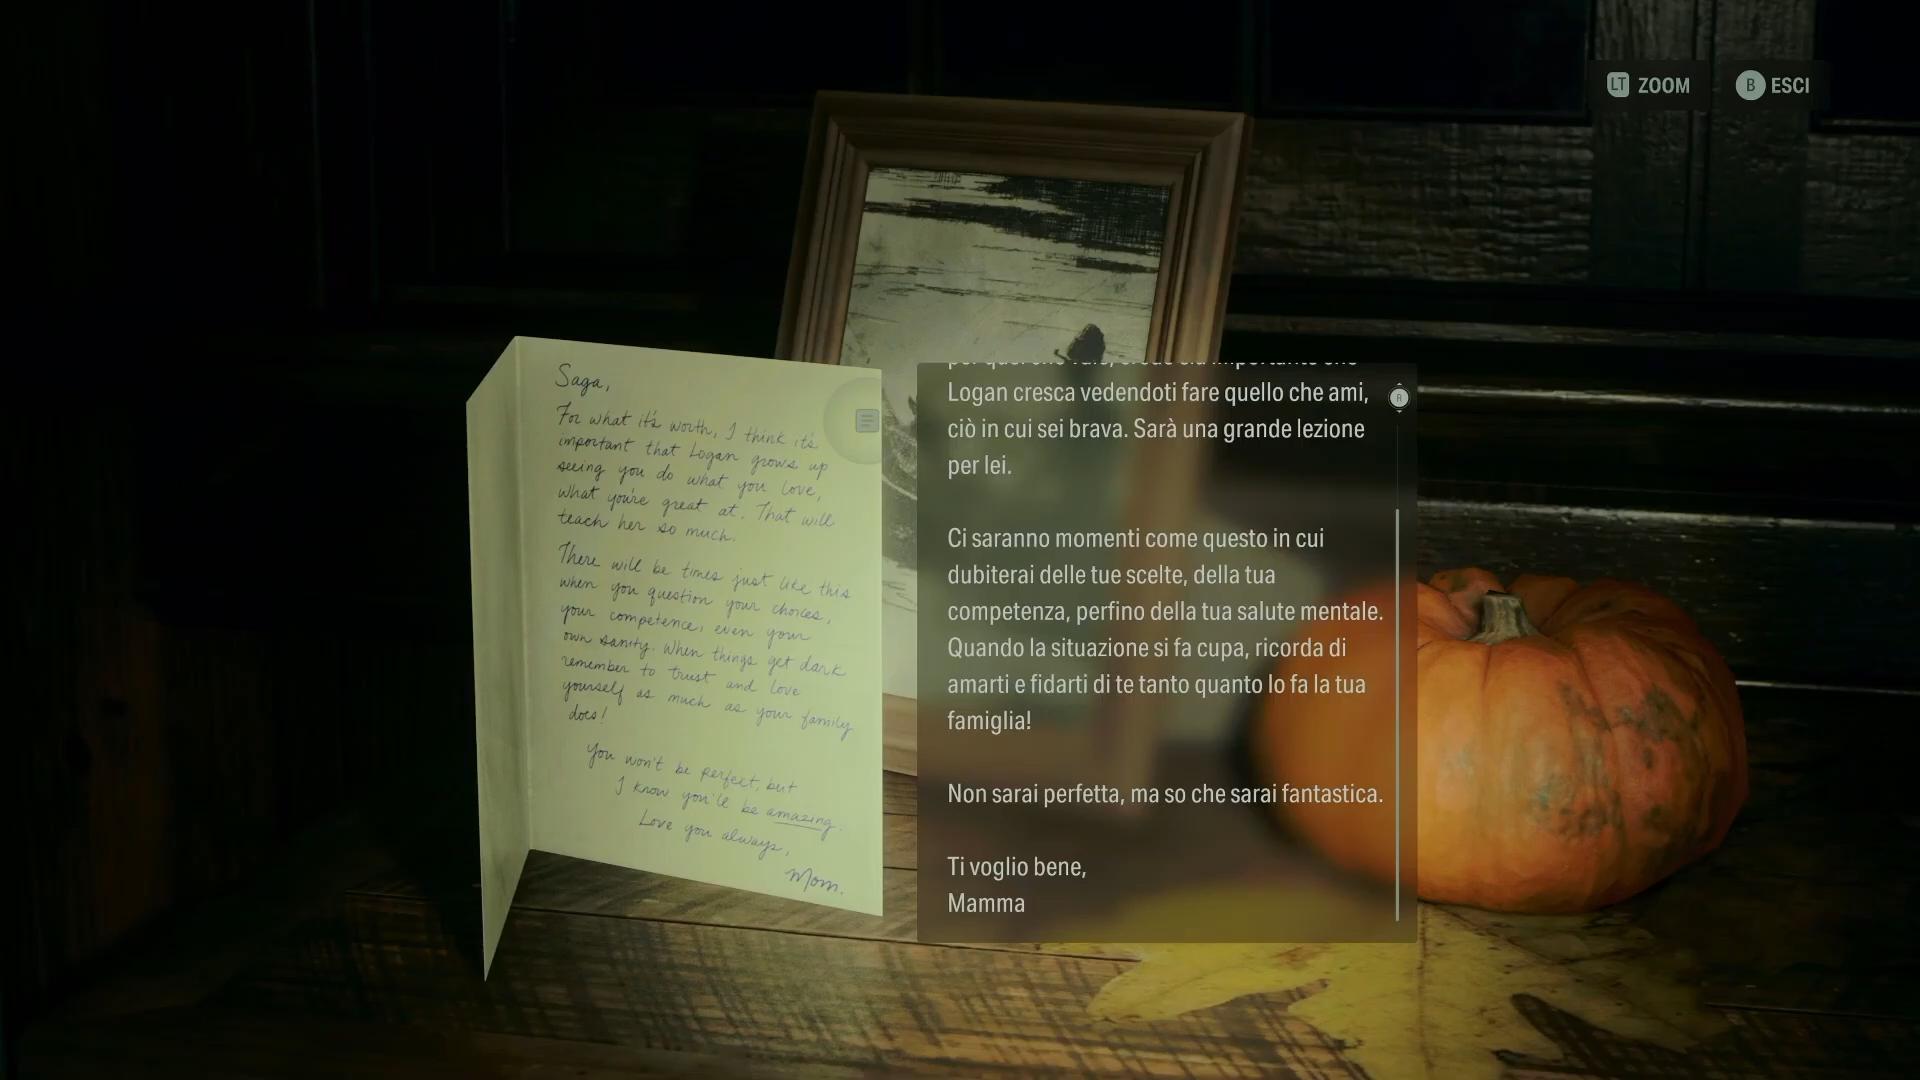 LT ZOOM
B ESCI
Saga,
For what it's worth, I think it's
important that Logan grows up
seeing you do what you love,
what you're great at. That will
teach her so much.
There will be times just like this
when you question your choices,
your competence, even your
own sanity. When things get dark
remember to trust and love
yourself as much as your family
does!
You won't be perfect, but
I know you'll be amazing.
Love you always,
Mom.
Logan cresca vedendoti fare quello che ami,
ciò in cui sei brava. Sarà una grande lezione
per lei.
Ci saranno momenti come questo in cui
dubiterai delle tue scelte, della tua
competenza, perfino della tua salute mentale.
Quando la situazione si fa cupa, ricorda di
amarti e fidarti di te tanto quanto lo fa la tua
famiglia!
Non sarai perfetta, ma so che sarai fantastica.
Ti voglio bene,
Mamma
R